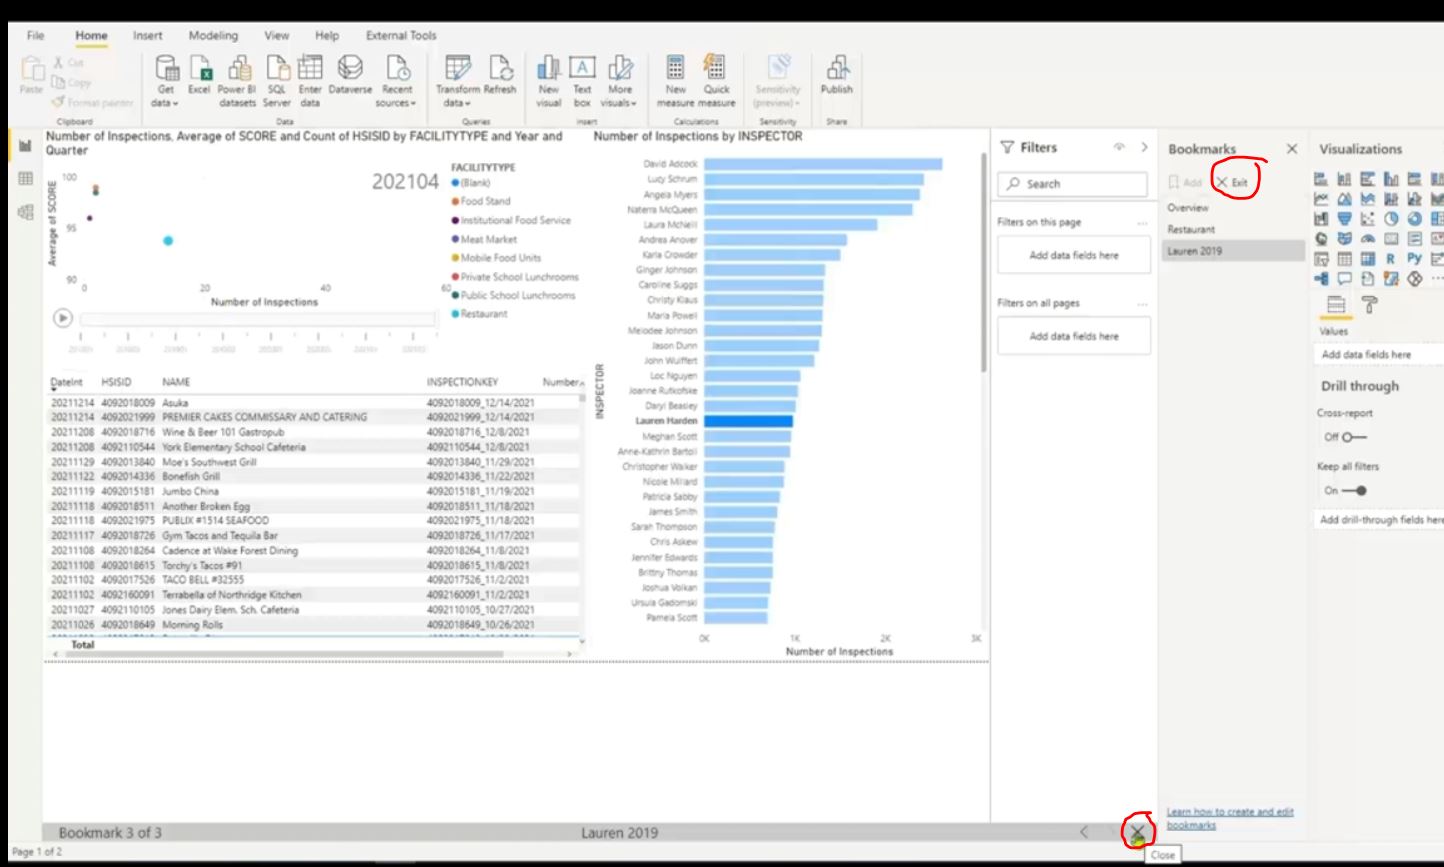 File Home Insert Modeling View Help External Tools
Paste
Cut
Copy
Format painter
Clipboard
Get data
Excel
Power BI datasets
SQL Server
Enter data
Dataverse
Recent sources
Data
Transform data
Refresh
Queries
New visual
Text box
More visuals
Insert
New measure
Quick measure
Calculations
Sensitivity (preview)
Sensitivity
Publish
Share
Number of Inspections, Average of SCORE and Count of HSISID by FACILITYTYPE and Year and
Quarter
202104
Average of SCORE
100
95
90
0 20 40 60
Number of Inspections
FACILITYTYPE
(Blank)
Food Stand
Institutional Food Service
Meat Market
Mobile Food Units
Private School Lunchrooms
Public School Lunchrooms
Restaurant
DateInt HSISID NAME INSPECTIONKEY Number
20211214 4092018009 Asuka 4092018009_12/14/2021
20211214 4092021999 PREMIER CAKES COMMISSARY AND CATERING 4092021999_12/14/2021
20211208 4092018716 Wine & Beer 101 Gastropub 4092018716_12/8/2021
20211208 4092110544 York Elementary School Cafeteria 4092110544_12/8/2021
20211129 4092013840 Moe's Southwest Grill 4092013840_11/29/2021
20211122 4092014336 Bonefish Grill 4092014336_11/22/2021
20211119 4092015181 Jumbo China 4092015181_11/19/2021
20211118 4092018511 Another Broken Egg 4092018511_11/18/2021
20211118 4092021975 PUBLIX #1514 SEAFOOD 4092021975_11/18/2021
20211117 4092018726 Gym Tacos and Tequila Bar 4092018726_11/17/2021
20211108 4092018264 Cadence at Wake Forest Dining 4092018264_11/8/2021
20211108 4092018615 Torchy's Tacos #91 4092018615_11/8/2021
20211102 4092017526 TACO BELL #32555 4092017526_11/2/2021
20211102 4092160091 Terrabella of Northridge Kitchen 4092160091_11/2/2021
20211027 4092110105 Jones Dairy Elem. Sch. Cafeteria 4092110105_10/27/2021
20211026 4092018649 Morning Rolls 4092018649_10/26/2021
Total
Number of Inspections by INSPECTOR
INSPECTOR
David Adcock
Lucy Schrum
Angela Myers
Naterra McQueen
Laura McNeill
Andrea Anover
Karla Crowder
Ginger Johnson
Caroline Suggs
Christy Klaus
Maria Powell
Melodee Johnson
Jason Dunn
John Wulffert
Loc Nguyen
Joanne Rutkofske
Daryl Beasley
Lauren Harden
Meghan Scott
Anne-Kathrin Bartoli
Christopher Walker
Nicole Millard
Patricia Sabby
James Smith
Sarah Thompson
Chris Askew
Jennifer Edwards
Brittny Thomas
Joshua Volkan
Ursula Gadomski
Pamela Scott
0K 1K 2K 3K
Number of Inspections
Filters
Search
Filters on this page
Add data fields here
Filters on all pages
Add data fields here
Bookmarks
Add Exit
Overview
Restaurant
Lauren 2019
Learn how to create and edit
bookmarks
Visualizations
R Py
Values
Add data fields here
Drill through
Cross-report
Off
Keep all filters
On
Add drill-through fields here
Bookmark 3 of 3 Lauren 2019
Close
Page 1 of 2